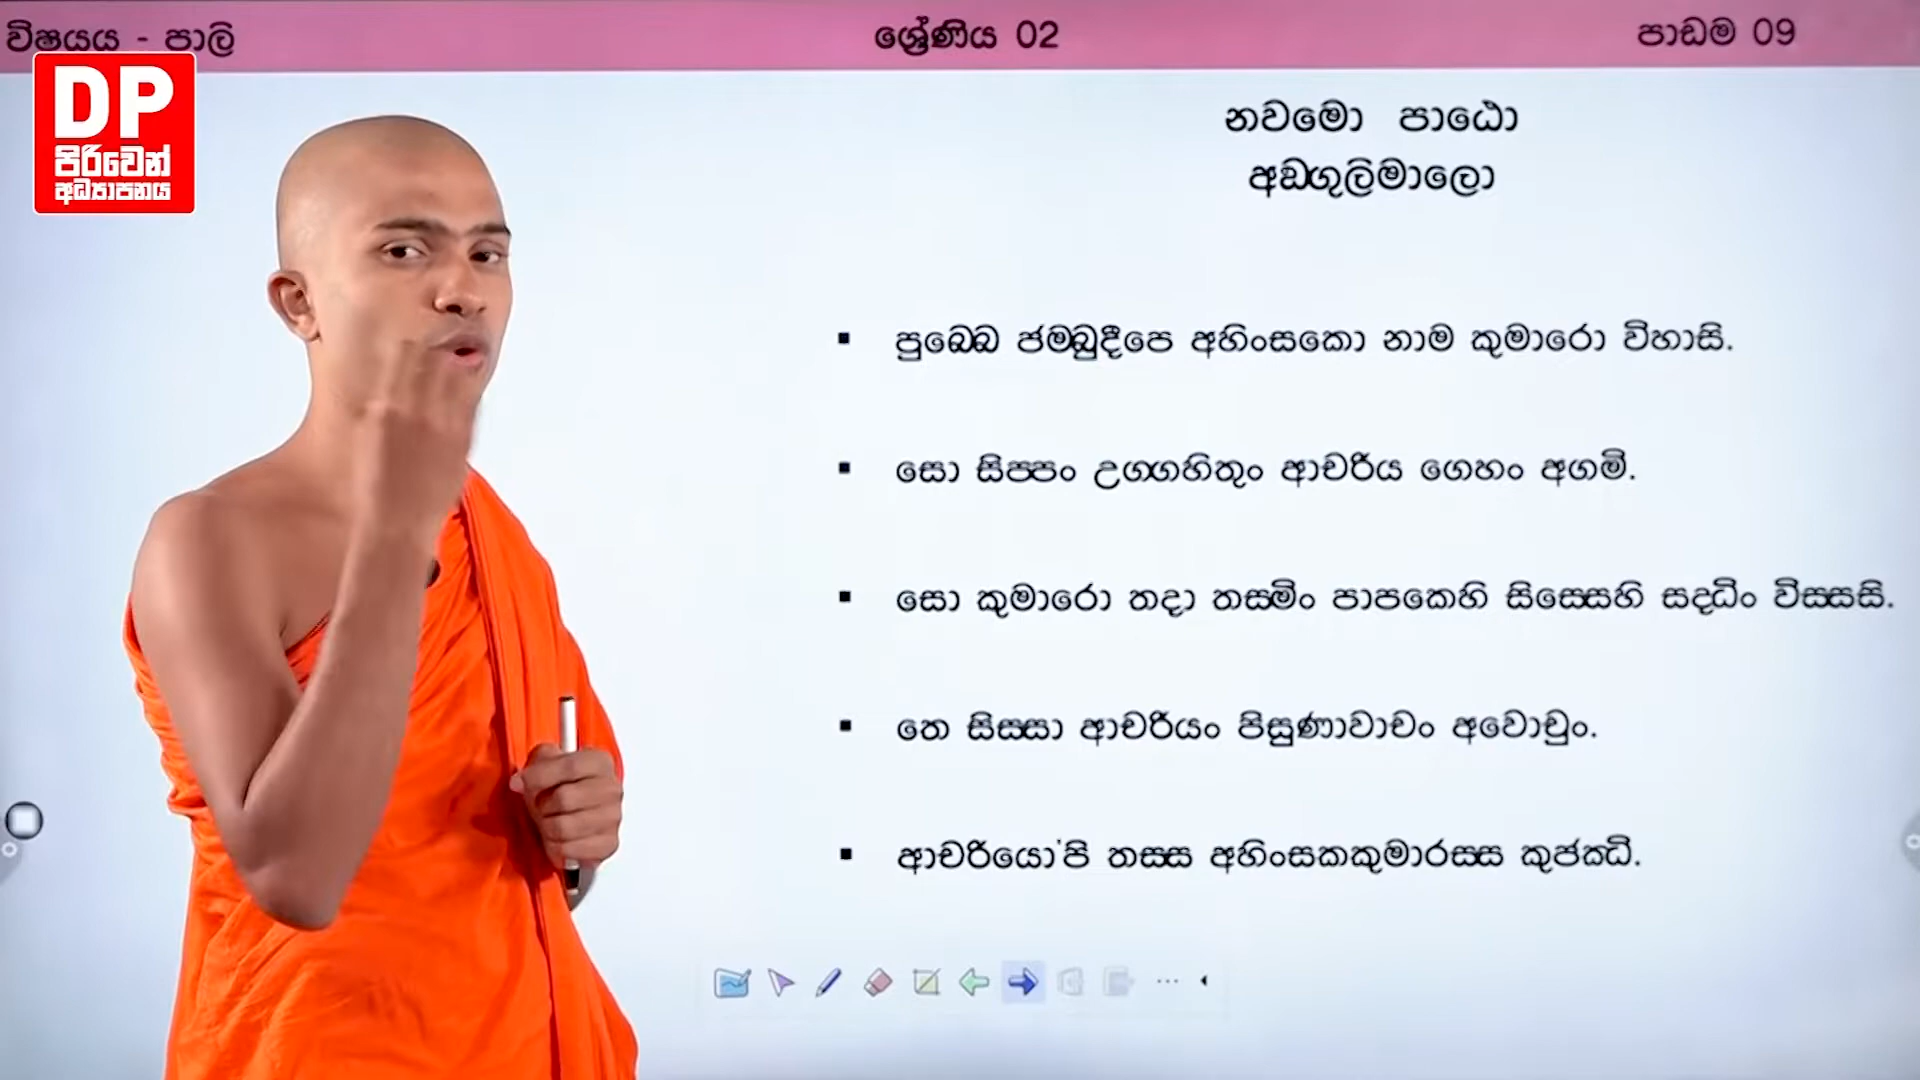 විෂයය - පාලි
ශ්‍රේණිය 02
පාඩම 09
DP
පිරිවෙන්
අධ්‍යාපනය
නවමො පාඨො
අඞ්ගුලිමාලො
▪ පුබ්බෙ ජම්බුදීපෙ අහිංසකො නාම කුමාරො විහාසි.
▪ සො සිප්පං උග්ගහිතුං ආචරිය ගෙහං අගමි.
▪ සො කුමාරො තදා තස්මිං පාපකෙහි සිස්සෙහි සද්ධිං විස්සසි.
▪ තෙ සිස්සා ආචරියං පිසුණාවාචං අවොචුං.
▪ ආචරියො'පි තස්ස අහිංසකකුමාරස්ස කුජ්ඣි.